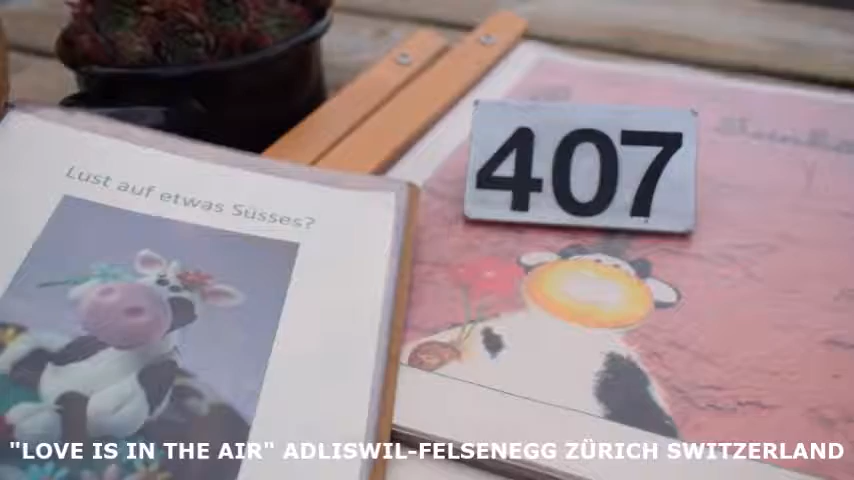 Lust auf etwas Süsses?
407
"LOVE IS IN THE AIR" ADLISWIL-FELSENEGG ZÜRICH SWITZERLAND